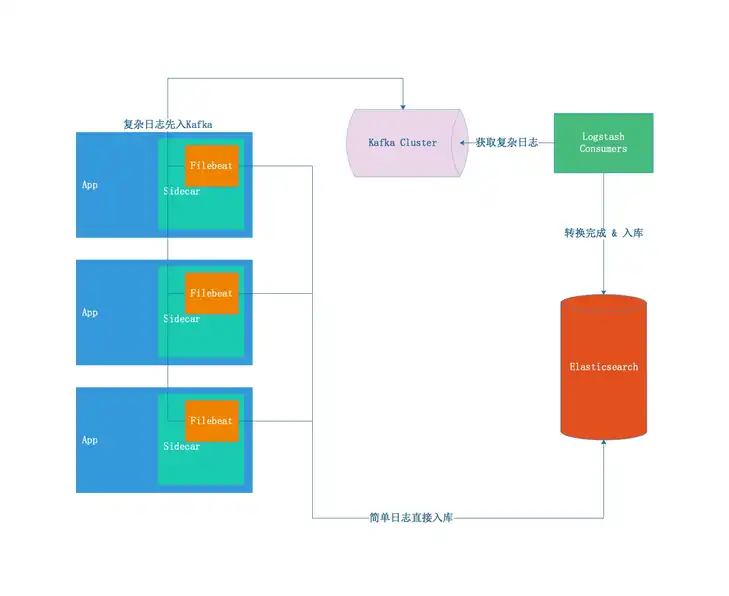 复杂日志先入Kafka
App
Filebeat
Sidecar
Kafka Cluster
获取复杂日志
Logstash
Consumers
转换完成 & 入库
App
Filebeat
Sidecar
Elasticsearch
App
Filebeat
Sidecar
简单日志直接入库